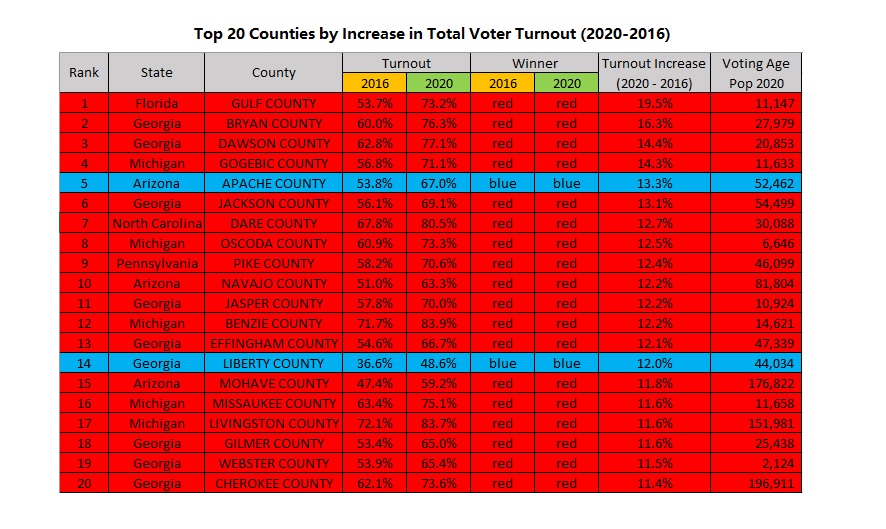 Top 20 Counties by Increase in Total Voter Turnout (2020-2016)
Rank State County Turnout Winner Turnout Increase Voting Age
2016 2020 2016 2020 (2020 - 2016) Pop 2020
1 Florida GULF COUNTY 53.7% 73.2% red red 19.5% 11,147
2 Georgia BRYAN COUNTY 60.0% 76.3% red red 16.3% 27,979
3 Georgia DAWSON COUNTY 62.8% 77.1% red red 14.4% 20,853
4 Michigan GOGEBIC COUNTY 56.8% 71.1% red red 14.3% 11,633
5 Arizona APACHE COUNTY 53.8% 67.0% blue blue 13.3% 52,462
6 Georgia JACKSON COUNTY 56.1% 69.1% red red 13.1% 54,499
7 North Carolina DARE COUNTY 67.8% 80.5% red red 12.7% 30,088
8 Michigan OSCODA COUNTY 60.9% 73.3% red red 12.5% 6,646
9 Pennsylvania PIKE COUNTY 58.2% 70.6% red red 12.4% 46,099
10 Arizona NAVAJO COUNTY 51.0% 63.3% red red 12.2% 81,804
11 Georgia JASPER COUNTY 57.8% 70.0% red red 12.2% 10,924
12 Michigan BENZIE COUNTY 71.7% 83.9% red red 12.2% 14,621
13 Georgia EFFINGHAM COUNTY 54.6% 66.7% red red 12.1% 47,339
14 Georgia LIBERTY COUNTY 36.6% 48.6% blue blue 12.0% 44,034
15 Arizona MOHAVE COUNTY 47.4% 59.2% red red 11.8% 176,822
16 Michigan MISSAUKEE COUNTY 63.4% 75.1% red red 11.6% 11,658
17 Michigan LIVINGSTON COUNTY 72.1% 83.7% red red 11.6% 151,981
18 Georgia GILMER COUNTY 53.4% 65.0% red red 11.6% 25,438
19 Georgia WEBSTER COUNTY 53.9% 65.4% red red 11.5% 2,124
20 Georgia CHEROKEE COUNTY 62.1% 73.6% red red 11.4% 196,911